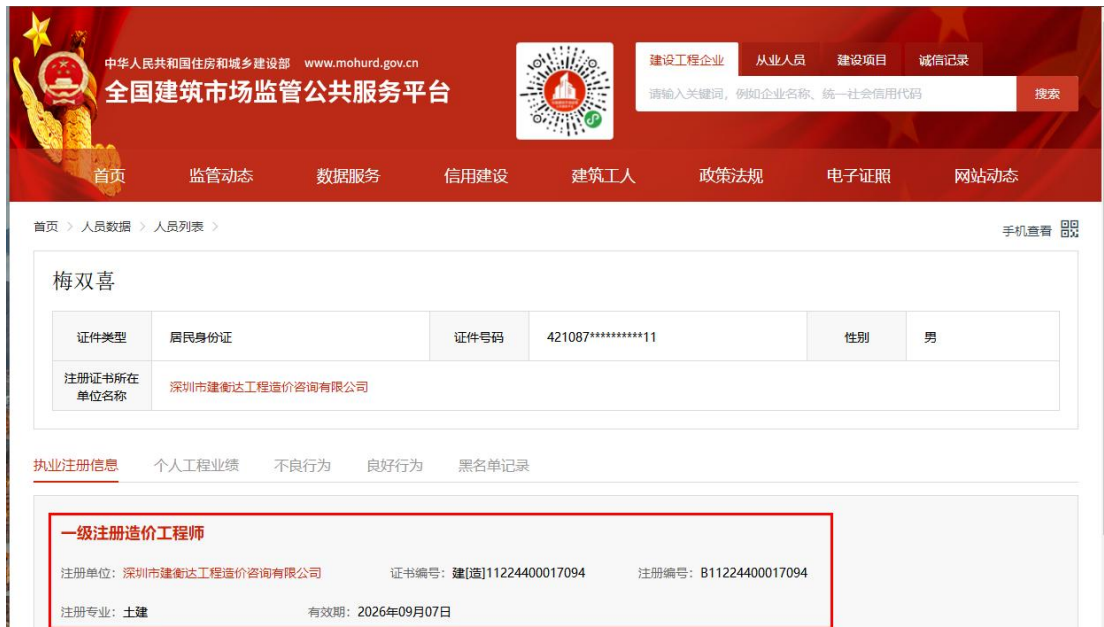 中华人民共和国住房和城乡建设部 www.mohurd.gov.cn
全国建筑市场监管公共服务平台
建设工程企业 从业人员 建设项目 诚信记录
请输入关键词，例如企业名称、统一社会信用代码 搜索
首页 监管动态 数据服务 信用建设 建筑工人 政策法规 电子证照 网站动态
首页 > 人员数据 > 人员列表 >
手机查看
梅双喜
证件类型 居民身份证 证件号码 421087**********11 性别 男
注册证书所在
单位名称
深圳市建衡达工程造价咨询有限公司
执业注册信息 个人工程业绩 不良行为 良好行为 黑名单记录
一级注册造价工程师
注册单位：深圳市建衡达工程造价咨询有限公司 证书编号：建[造]11224400017094 注册编号：B11224400017094
注册专业：土建 有效期：2026年09月07日